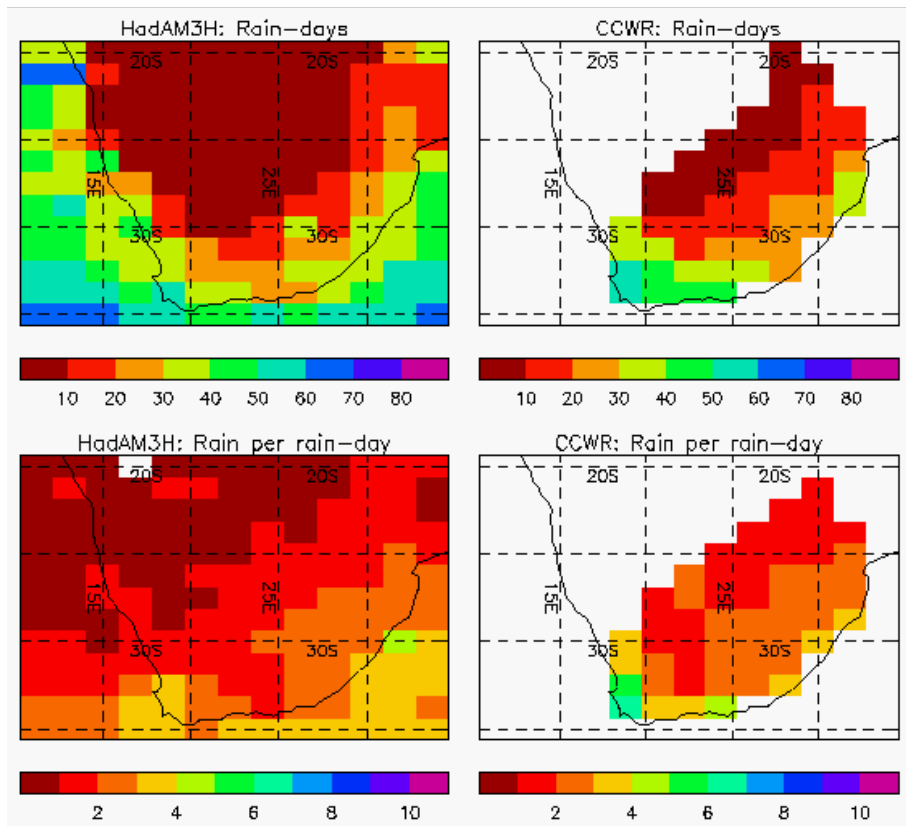 HadAM3H: Rain-days
CCWR: Rain-days
20S 20S
20S 20S
15E 25E
15E 25E
30S 30S
30S 30S
10 20 30 40 50 60 70 80
10 20 30 40 50 60 70 80
HadAM3H: Rain per rain-day
CCWR: Rain per rain-day
20S 20S
20S 20S
15E 25E
15E 25E
30S 30S
30S 30S
2 4 6 8 10
2 4 6 8 10